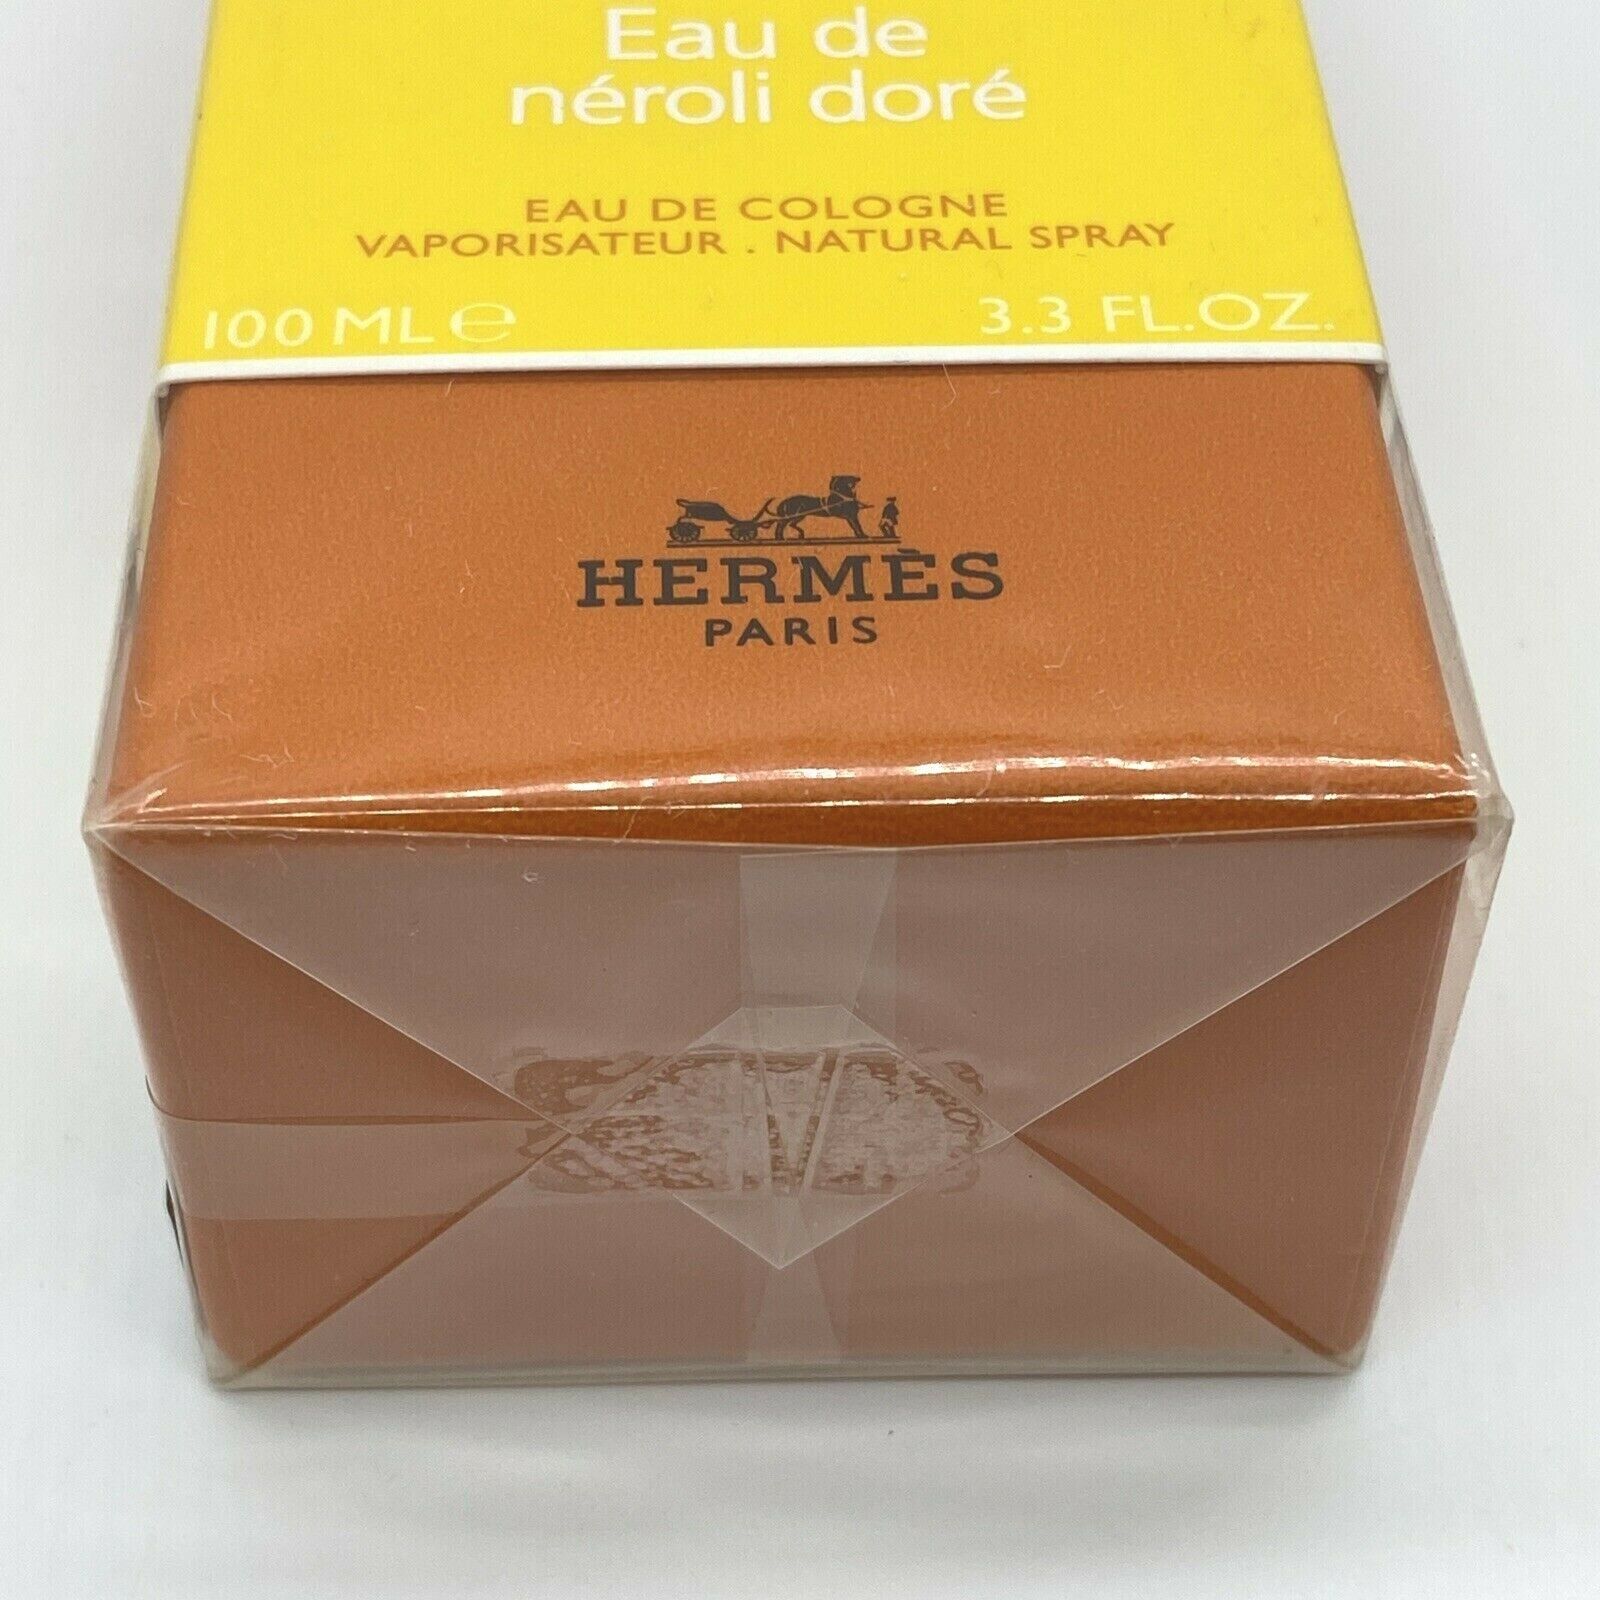 Eau de
néroli doré
EAU DE COLOGNE
VAPORISATEUR . NATURAL SPRAY
100 ML ℮
3.3 FL.OZ.
HERMÈS
PARIS